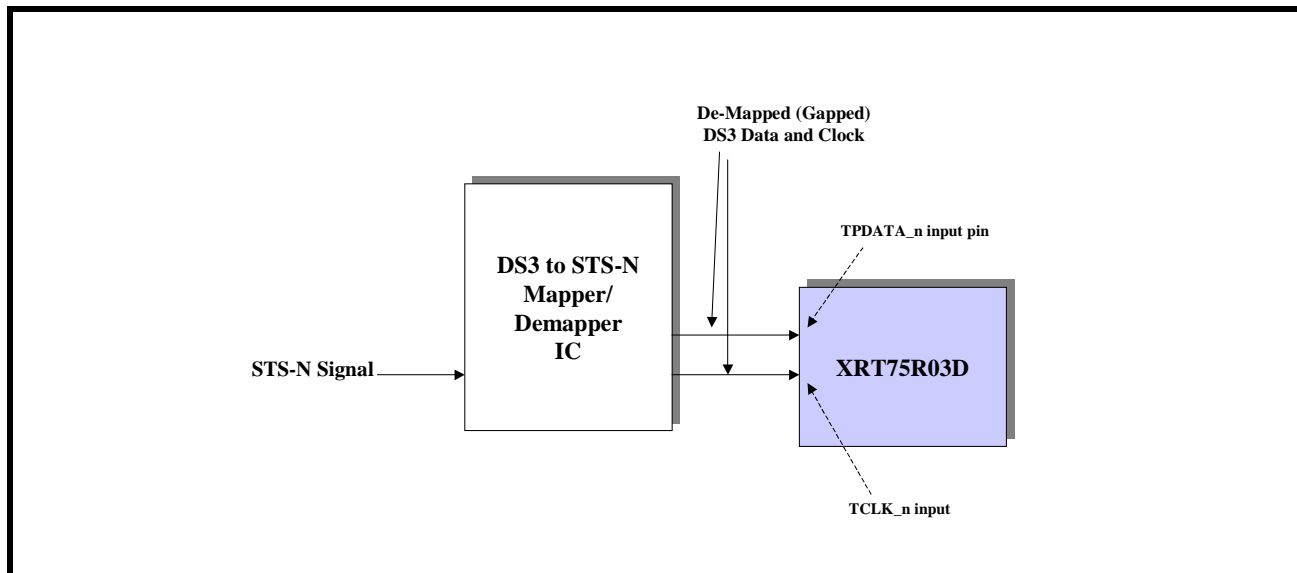 De-Mapped (Gapped)
DS3 Data and Clock
TPDATA_n input pin
DS3 to STS-N
Mapper/
Demapper
IC
STS-N Signal
XRT75R03D
TCLK_n input